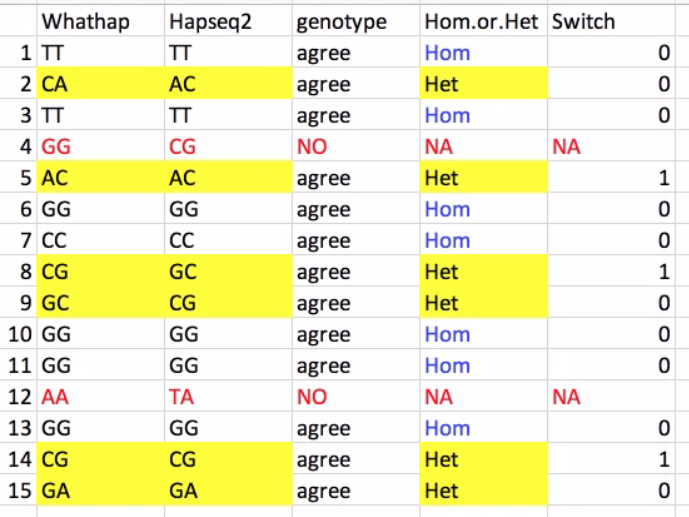 Whathap Hapseq2 genotype Hom.or.Het Switch
1 TT TT agree Hom 0
2 CA AC agree Het 0
3 TT TT agree Hom 0
4 GG CG NO NA NA
5 AC AC agree Het 1
6 GG GG agree Hom 0
7 CC CC agree Hom 0
8 CG GC agree Het 1
9 GC CG agree Het 0
10 GG GG agree Hom 0
11 GG GG agree Hom 0
12 AA TA NO NA NA
13 GG GG agree Hom 0
14 CG CG agree Het 1
15 GA GA agree Het 0